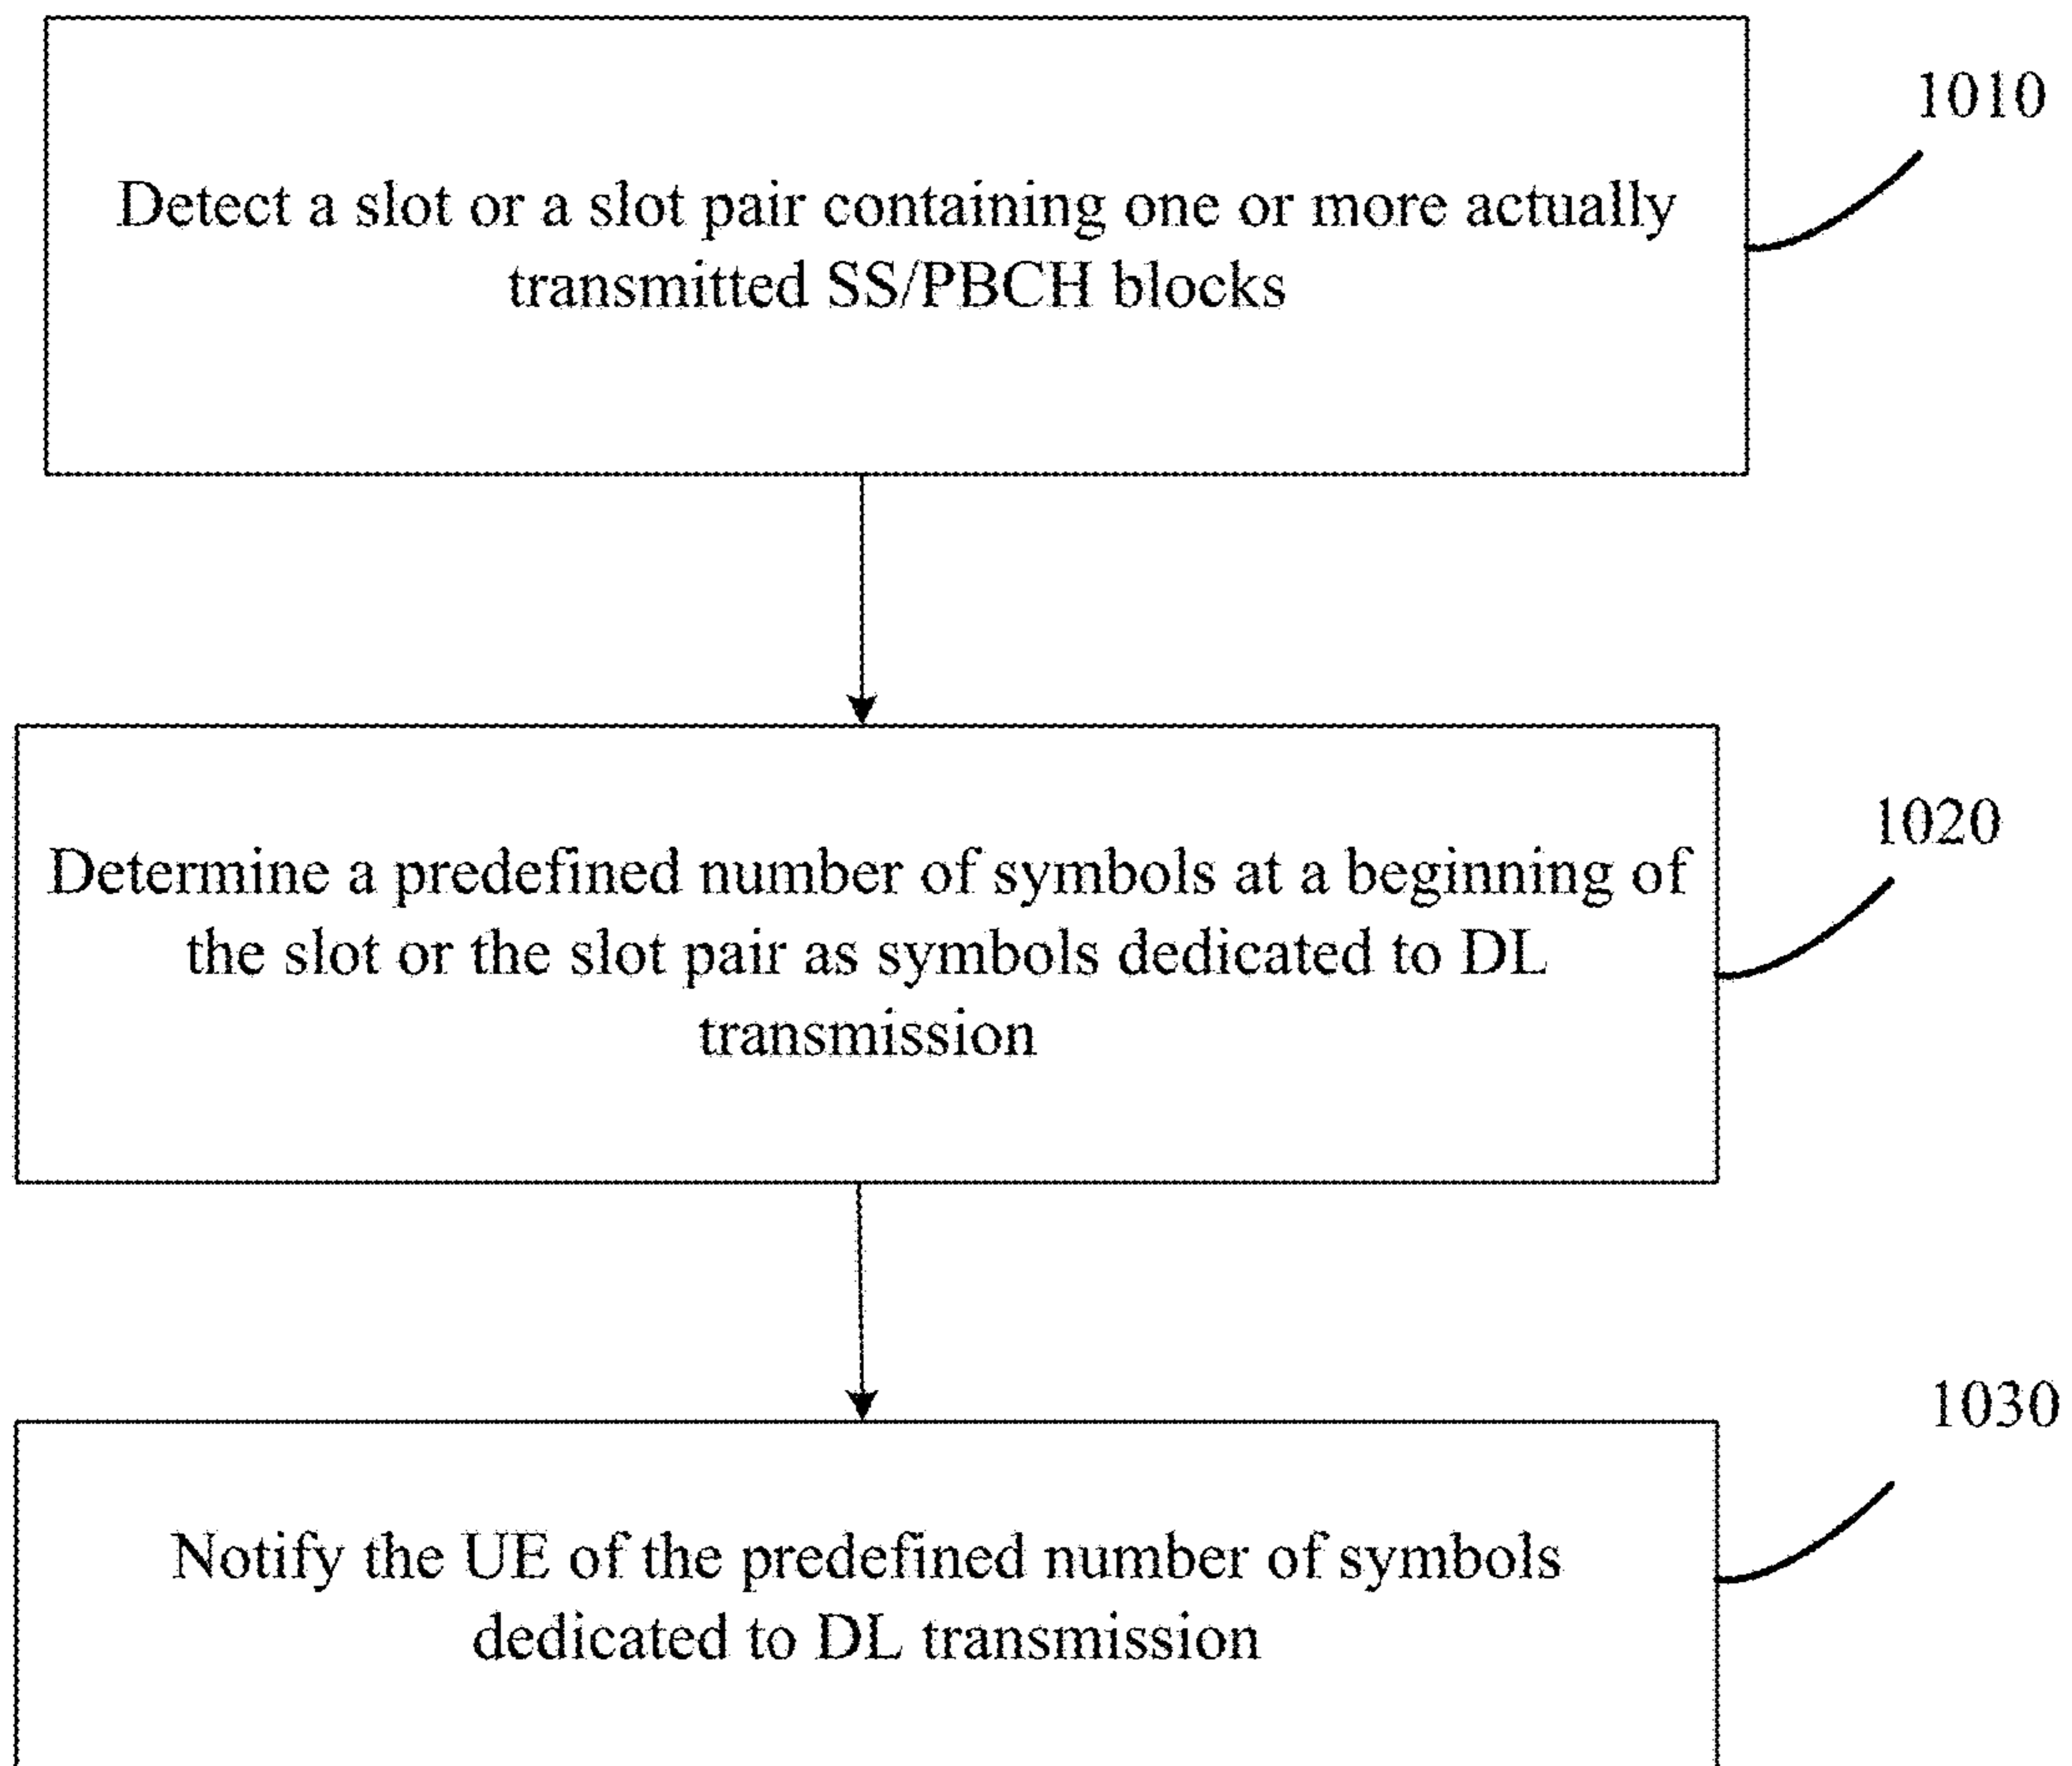 1010
Detect a slot or a slot pair containing one or more actually
transmitted SS/PBCH blocks
1020
Determine a predefined number of symbols at a beginning of
the slot or the slot pair as symbols dedicated to DL
transmission
1030
Notify the UE of the predefined number of symbols
dedicated to DL transmission